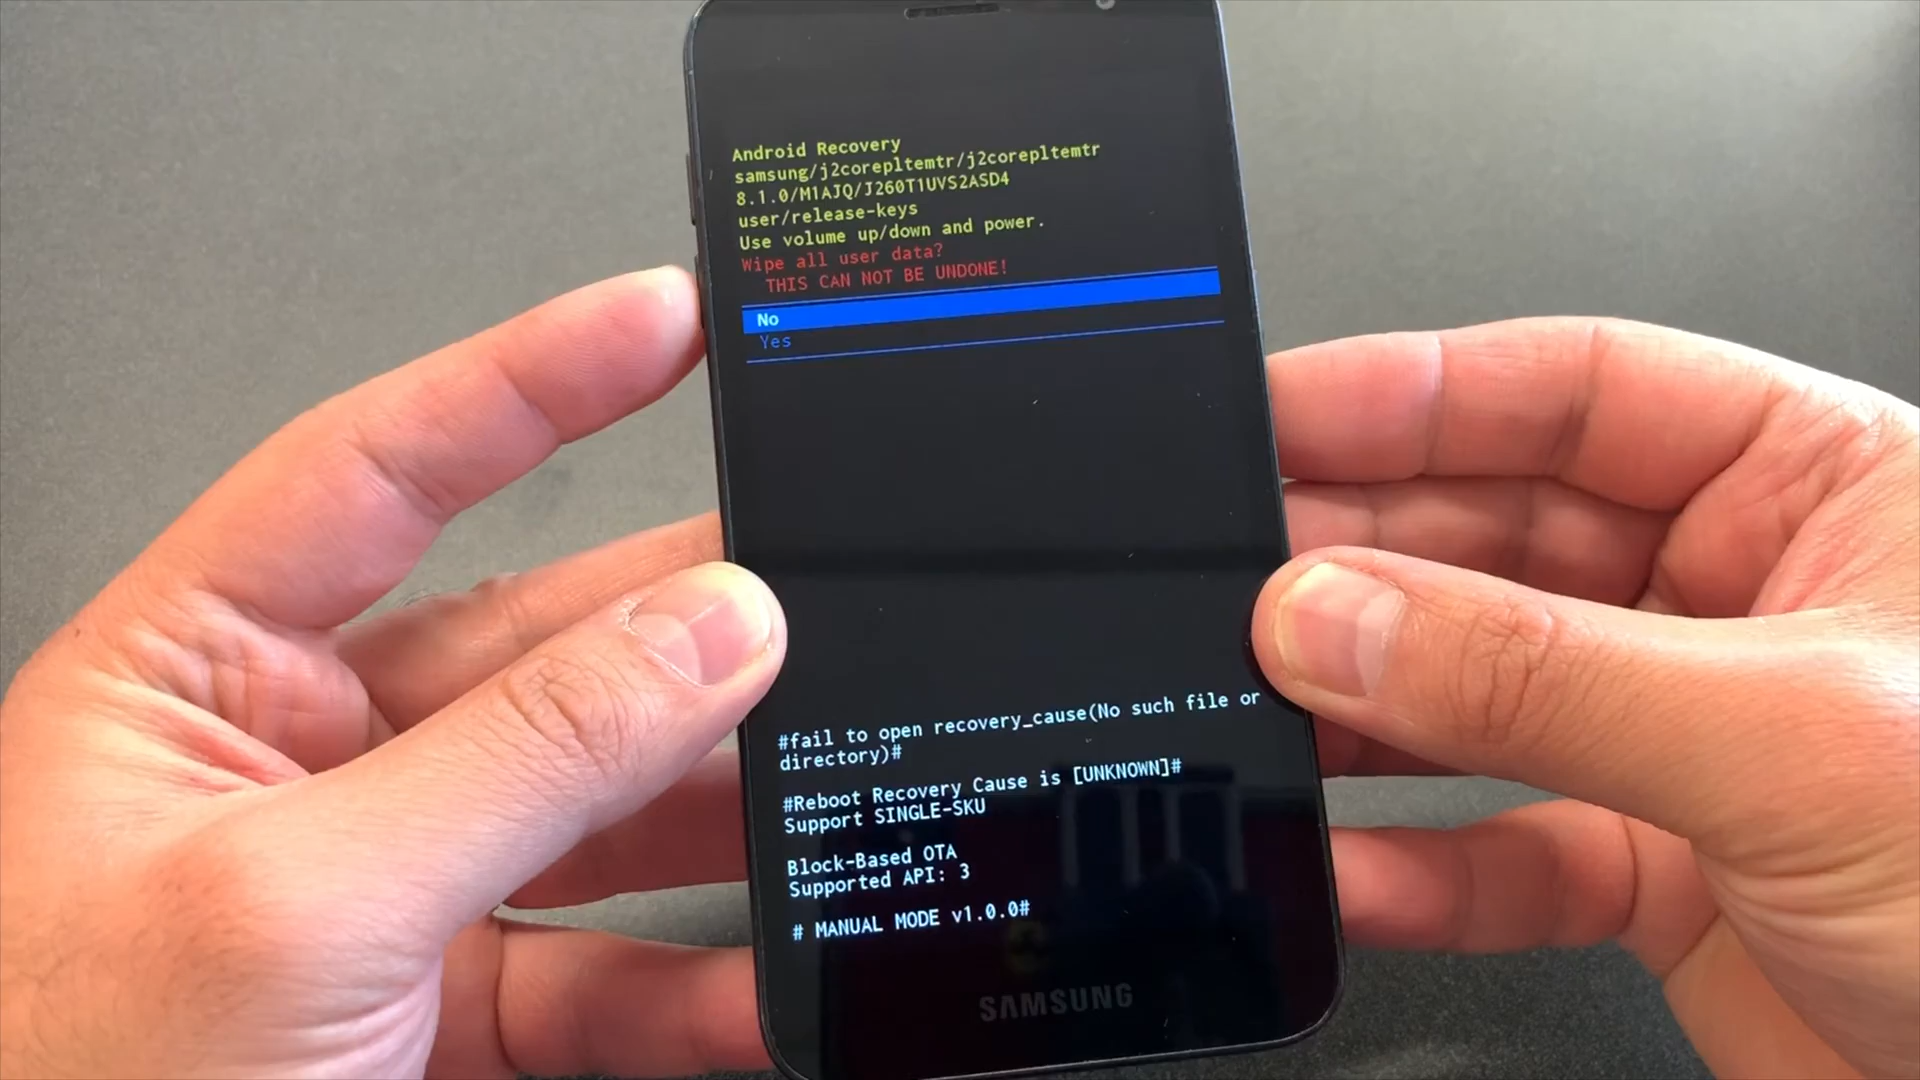 Android Recovery
samsung/j2corepltemtr/j2corepltemtr
8.1.0/M1AJQ/J260T1UVS2ASD4
user/release-keys
Use volume up/down and power.
Wipe all user data?
THIS CAN NOT BE UNDONE!
No
Yes
#fail to open recovery_cause(No such file or
directory)#
#Reboot Recovery Cause is [UNKNOWN]#
Support SINGLE-SKU
Block-Based OTA
Supported API: 3
# MANUAL MODE v1.0.0#
SAMSUNG